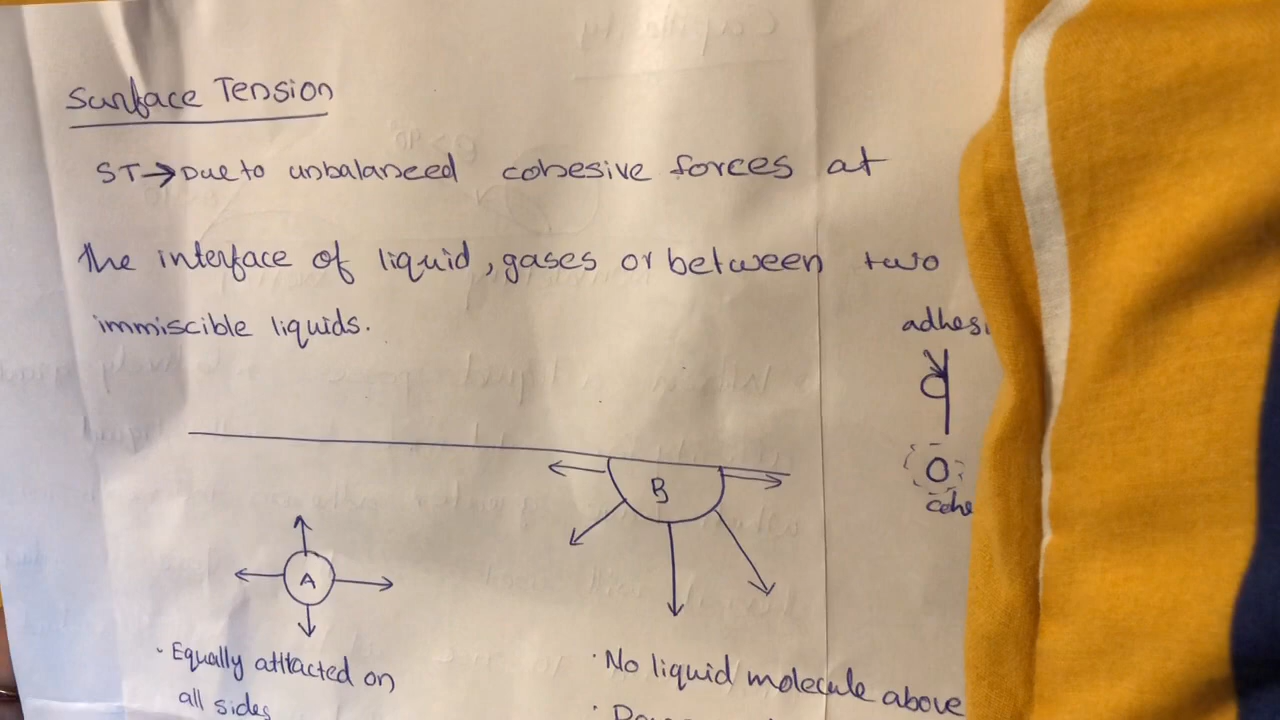 Surface Tension
ST → Due to unbalanced cohesive forces at
the interface of liquid, gases or between two
immiscible liquids.
adhesi
B
A
cohe
· Equally attracted on
all sides
· No liquid molecule above